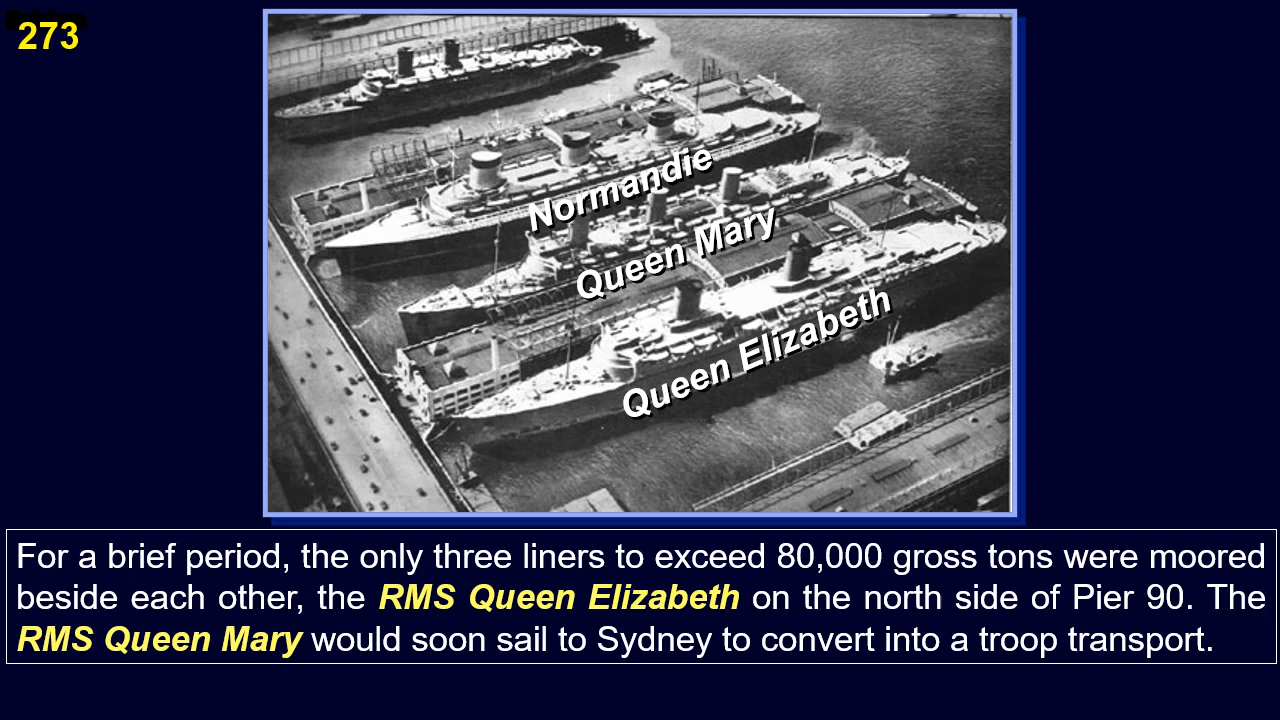 273
Normandie
Queen Mary
Queen Elizabeth
For a brief period, the only three liners to exceed 80,000 gross tons were moored
beside each other, the RMS Queen Elizabeth on the north side of Pier 90. The
RMS Queen Mary would soon sail to Sydney to convert into a troop transport.